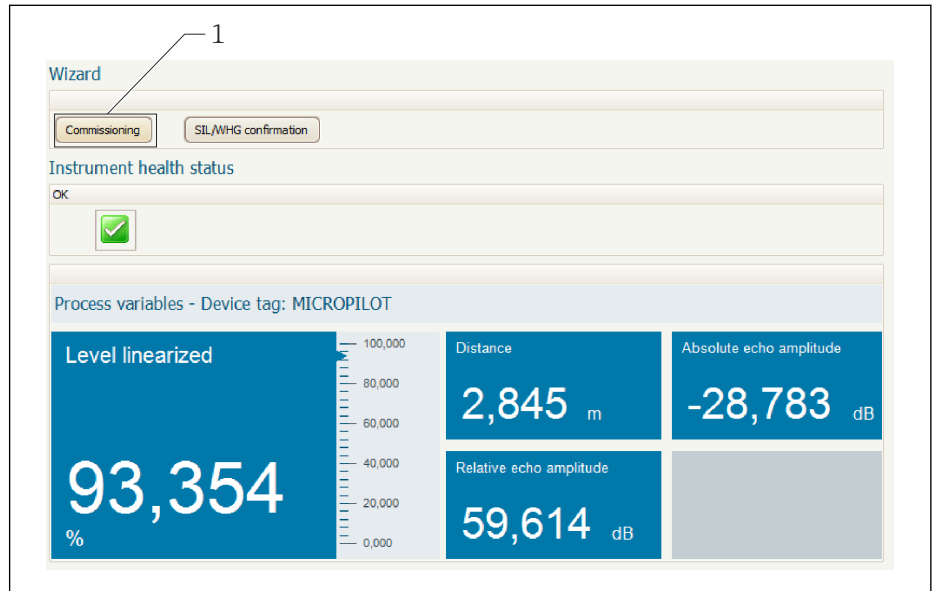 1
Wizard
Commissioning
SIL/WHG confirmation
Instrument health status
OK
Process variables - Device tag: MICROPILOT
Level linearized
93,354
%
100,000
80,000
60,000
40,000
20,000
0,000
Distance
2,845 m
Absolute echo amplitude
-28,783 dB
Relative echo amplitude
59,614 dB